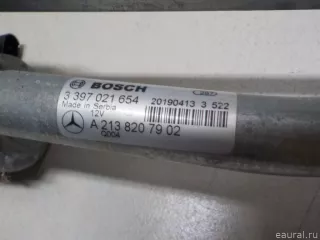 BOSCH
3 397 021 654
Made in Serbia
12V
20190413 3 522
A 213 820 79 02
eaural.ru